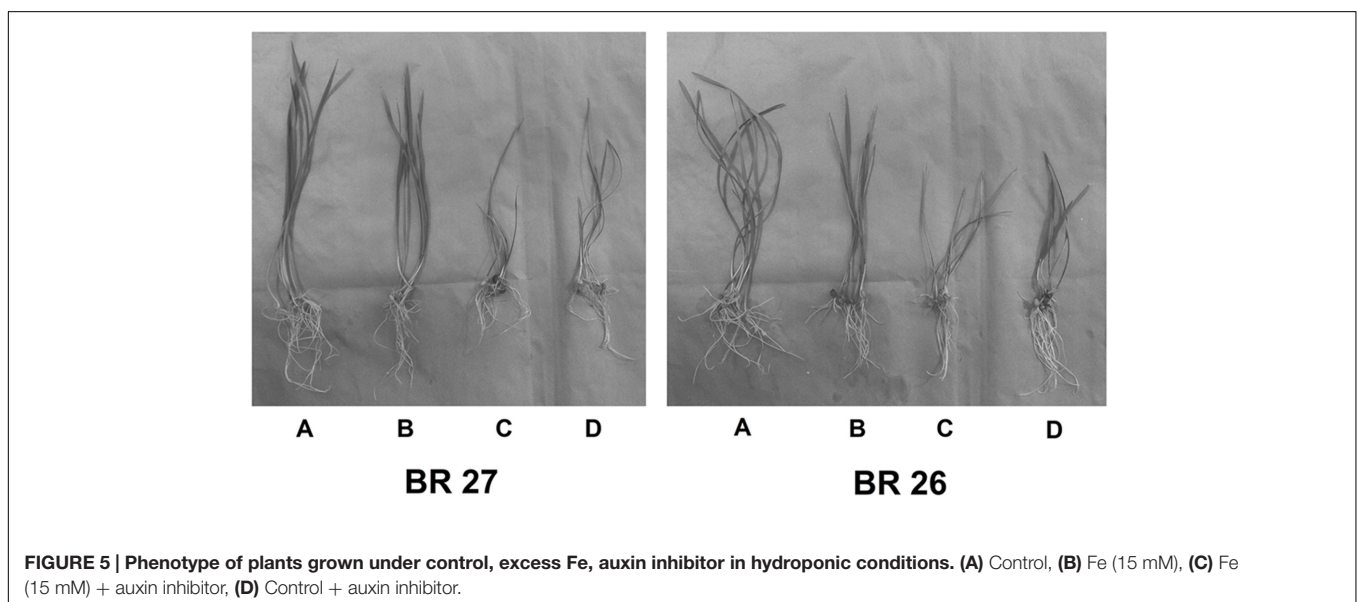 A B C D
BR 27
A B C D
BR 26
FIGURE 5 | Phenotype of plants grown under control, excess Fe, auxin inhibitor in hydroponic conditions. (A) Control, (B) Fe (15 mM), (C) Fe
(15 mM) + auxin inhibitor, (D) Control + auxin inhibitor.